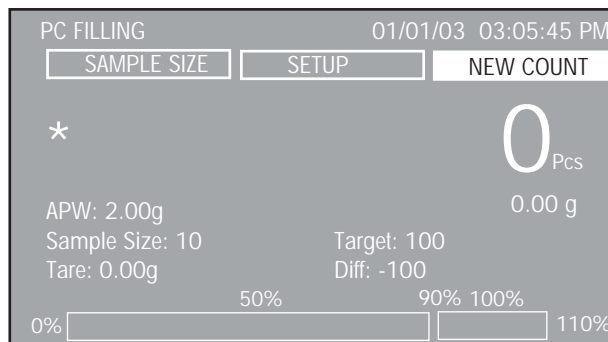 PC FILLING 01/01/03 03:05:45 PM
SAMPLE SIZE SETUP NEW COUNT
* 0 Pcs
APW: 2.00g 0.00 g
Sample Size: 10 Target: 100
Tare: 0.00g Diff: -100
50% 90% 100%
0% 110%